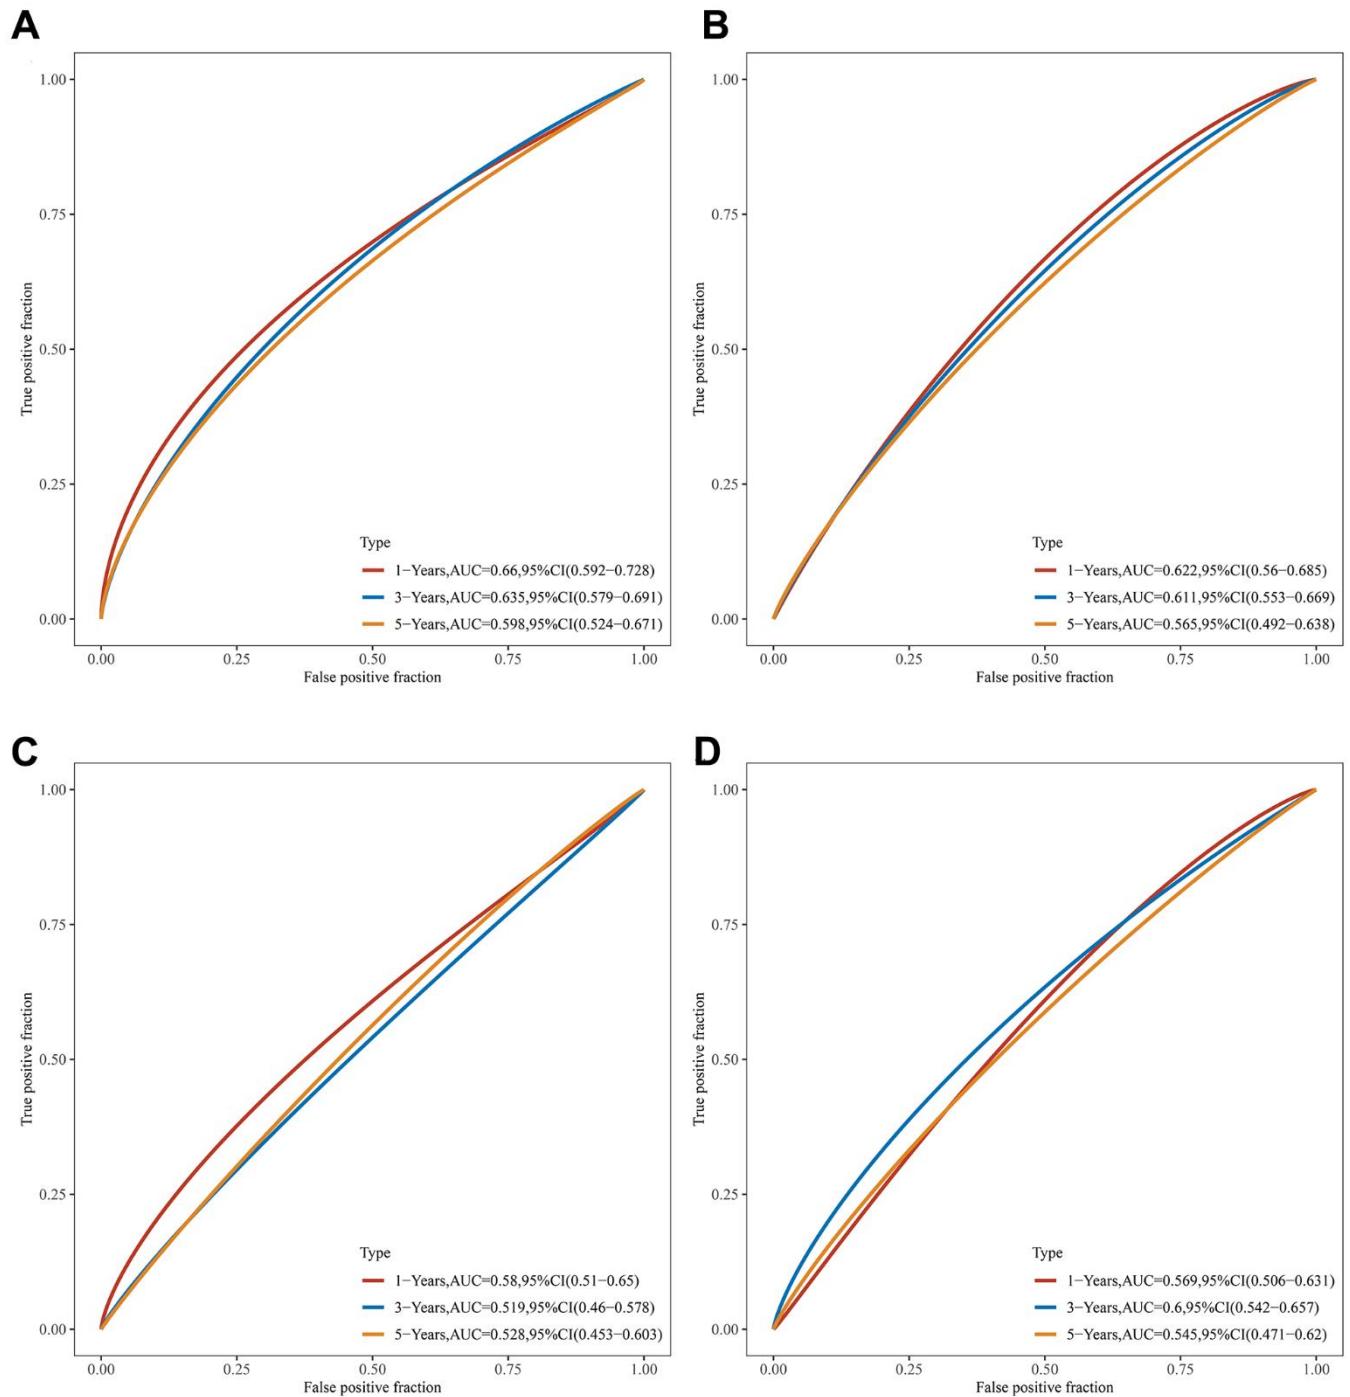 A
1.00
0.75
0.50
0.25
0.00
True positive fraction
Type
1−Years,AUC=0.66,95%CI(0.592−0.728)
3−Years,AUC=0.635,95%CI(0.579−0.691)
5−Years,AUC=0.598,95%CI(0.524−0.671)
0.00 0.25 0.50 0.75 1.00
False positive fraction
B
1.00
0.75
0.50
0.25
0.00
True positive fraction
Type
1−Years,AUC=0.622,95%CI(0.56−0.685)
3−Years,AUC=0.611,95%CI(0.553−0.669)
5−Years,AUC=0.565,95%CI(0.492−0.638)
0.00 0.25 0.50 0.75 1.00
False positive fraction
C
1.00
0.75
0.50
0.25
0.00
True positive fraction
Type
1−Years,AUC=0.58,95%CI(0.51−0.65)
3−Years,AUC=0.519,95%CI(0.46−0.578)
5−Years,AUC=0.528,95%CI(0.453−0.603)
0.00 0.25 0.50 0.75 1.00
False positive fraction
D
1.00
0.75
0.50
0.25
0.00
True positive fraction
Type
1−Years,AUC=0.569,95%CI(0.506−0.631)
3−Years,AUC=0.6,95%CI(0.542−0.657)
5−Years,AUC=0.545,95%CI(0.471−0.62)
0.00 0.25 0.50 0.75 1.00
False positive fraction